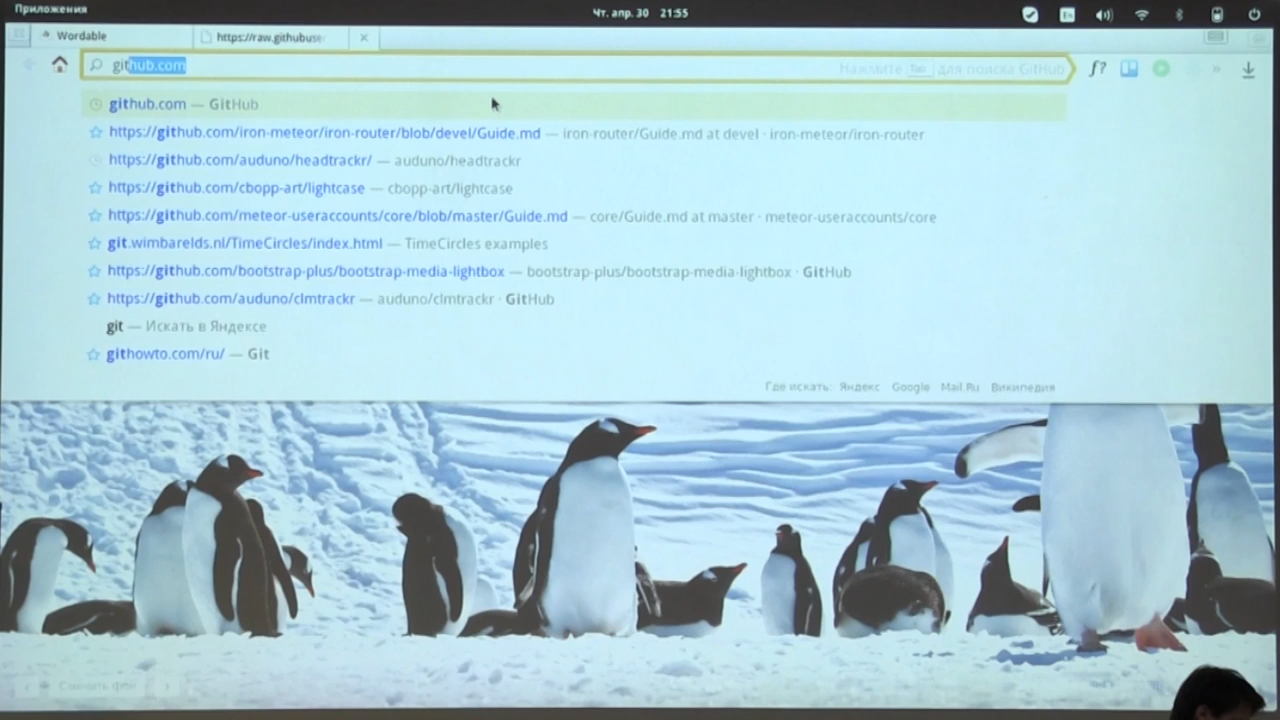 Приложения
Чт. апр. 30 21:55
En
Wordable
https://raw.githubuse
github.com
Нажмите Tab для поиска GitHub
f?
github.com — GitHub
https://github.com/iron-meteor/iron-router/blob/devel/Guide.md — iron-router/Guide.md at devel · iron-meteor/iron-router
https://github.com/auduno/headtrackr/ — auduno/headtrackr
https://github.com/cbopp-art/lightcase — cbopp-art/lightcase
https://github.com/meteor-useraccounts/core/blob/master/Guide.md — core/Guide.md at master · meteor-useraccounts/core
git.wimbarelds.nl/TimeCircles/index.html — TimeCircles examples
https://github.com/bootstrap-plus/bootstrap-media-lightbox — bootstrap-plus/bootstrap-media-lightbox · GitHub
https://github.com/auduno/clmtrackr — auduno/clmtrackr · GitHub
git — Искать в Яндексе
githowto.com/ru/ — Git
Где искать: Яндекс Google Mail.Ru Википедия
Сменить фон